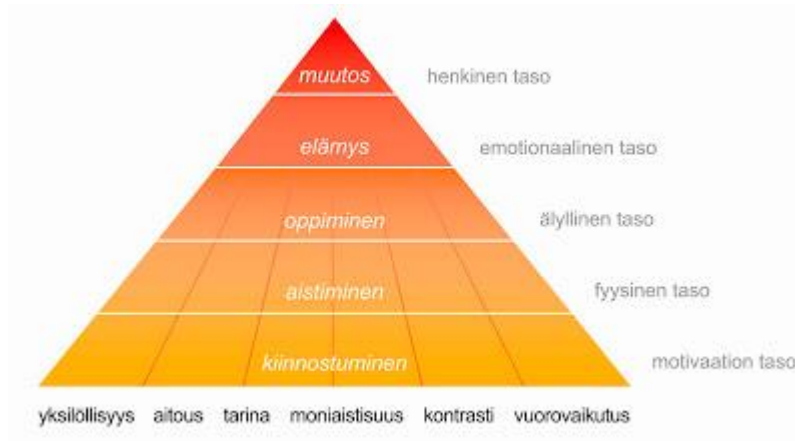 muutos henkinen taso
elämys emotionaalinen taso
oppiminen älyllinen taso
aistiminen fyysinen taso
kiinnostuminen motivaation taso
yksilöllisyys aitous tarina moniaistisuus kontrasti vuorovaikutus